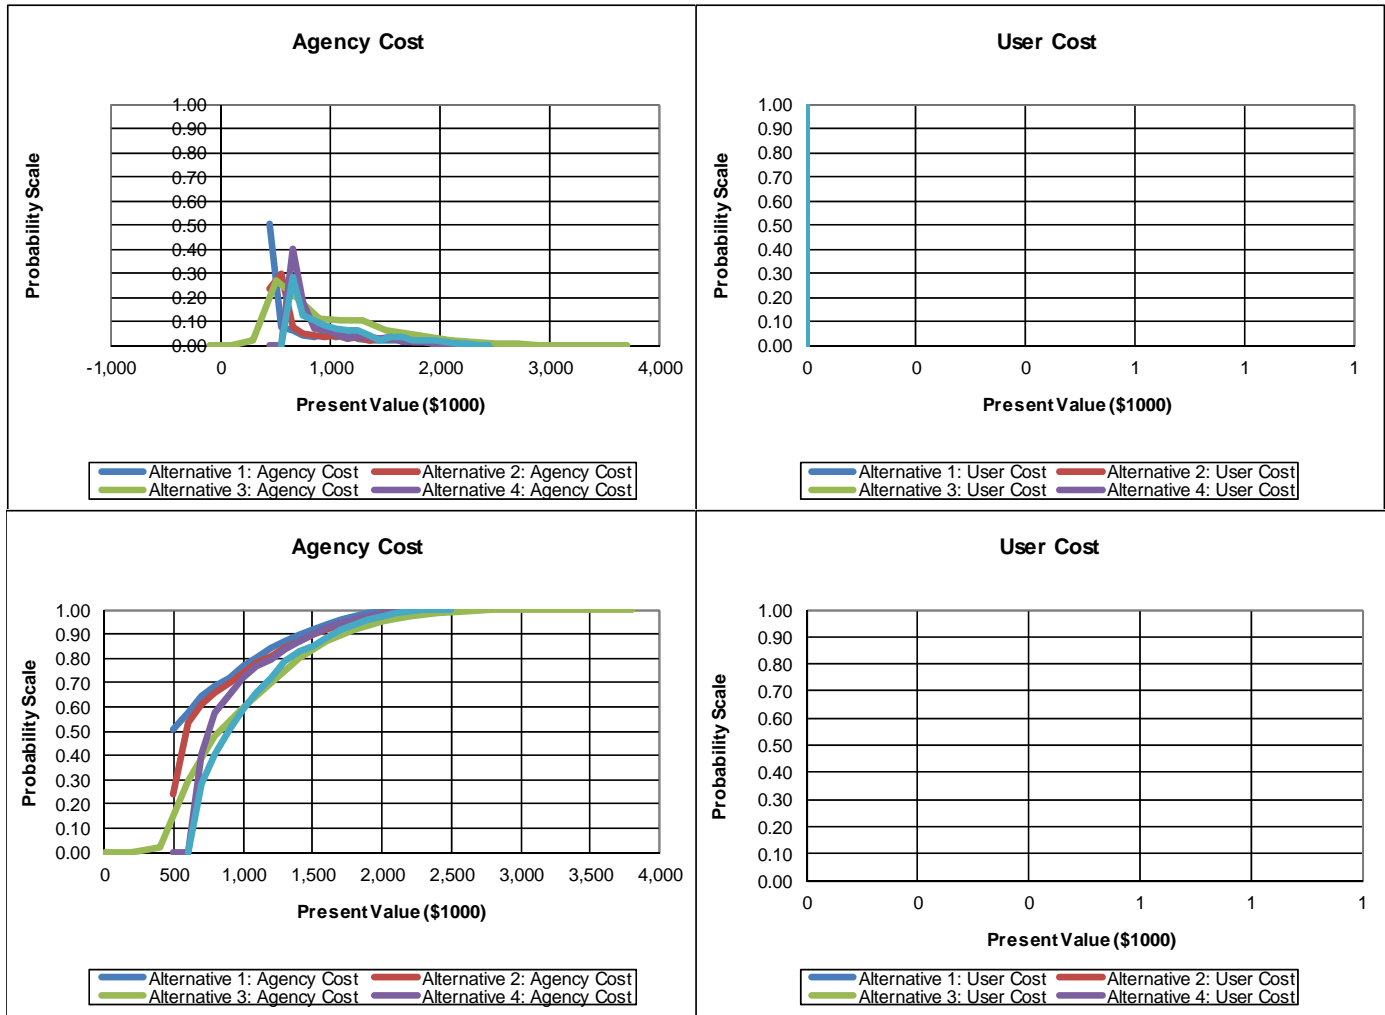 Agency Cost
Probability Scale
1.00
0.90
0.80
0.70
0.60
0.50
0.40
0.30
0.20
0.10
0.00
-1,000 0 1,000 2,000 3,000 4,000
Present Value ($1000)
Alternative 1: Agency Cost Alternative 2: Agency Cost
Alternative 3: Agency Cost Alternative 4: Agency Cost
User Cost
Probability Scale
1.00
0.90
0.80
0.70
0.60
0.50
0.40
0.30
0.20
0.10
0.00
0 0 0 1 1 1
Present Value ($1000)
Alternative 1: User Cost Alternative 2: User Cost
Alternative 3: User Cost Alternative 4: User Cost
Agency Cost
Probability Scale
1.00
0.90
0.80
0.70
0.60
0.50
0.40
0.30
0.20
0.10
0.00
0 500 1,000 1,500 2,000 2,500 3,000 3,500 4,000
Present Value ($1000)
Alternative 1: Agency Cost Alternative 2: Agency Cost
Alternative 3: Agency Cost Alternative 4: Agency Cost
User Cost
Probability Scale
1.00
0.90
0.80
0.70
0.60
0.50
0.40
0.30
0.20
0.10
0.00
0 0 0 1 1 1
Present Value ($1000)
Alternative 1: User Cost Alternative 2: User Cost
Alternative 3: User Cost Alternative 4: User Cost